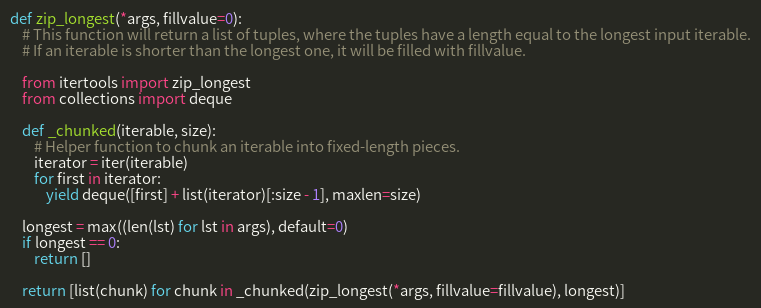 def zip_longest(*args, fillvalue=0):
    # This function will return a list of tuples, where the tuples have a length equal to the longest input iterable.
    # If an iterable is shorter than the longest one, it will be filled with fillvalue.

    from itertools import zip_longest
    from collections import deque

    def _chunked(iterable, size):
        # Helper function to chunk an iterable into fixed-length pieces.
        iterator = iter(iterable)
        for first in iterator:
            yield deque([first] + list(iterator)[:size - 1], maxlen=size)

    longest = max((len(lst) for lst in args), default=0)
    if longest == 0:
        return []

    return [list(chunk) for chunk in _chunked(zip_longest(*args, fillvalue=fillvalue), longest)]